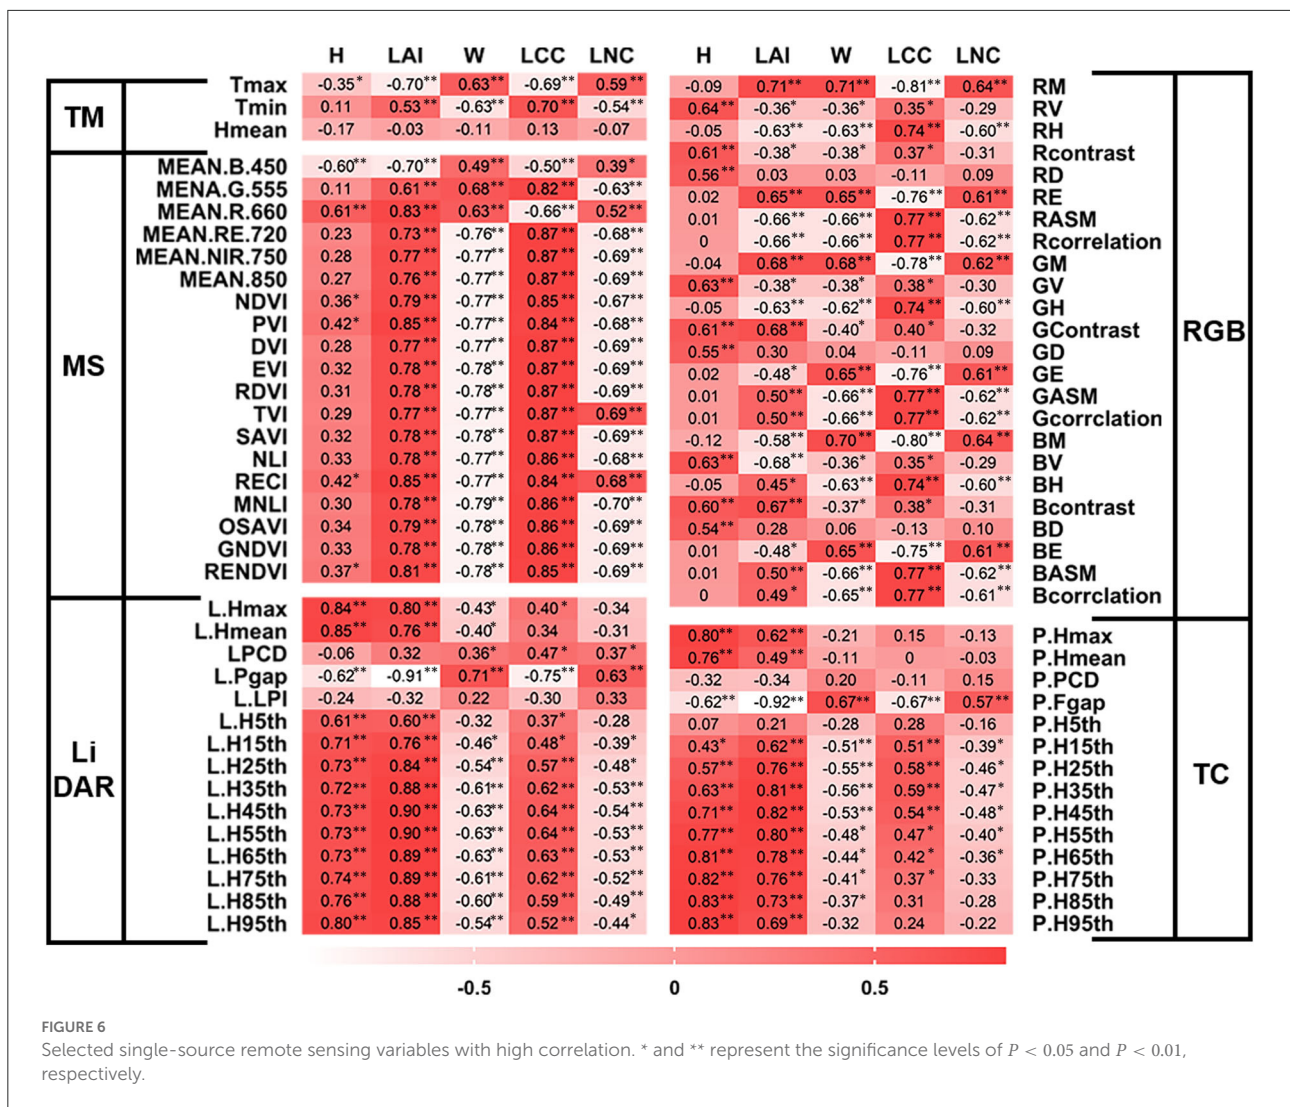 H LAI W LCC LNC
TM
Tmax -0.35* -0.70** 0.63** -0.69** 0.59**
Tmin 0.11 0.53** -0.63** 0.70** -0.54**
Hmean -0.17 -0.03 -0.11 0.13 -0.07
MS
MEAN.B.450 -0.60** -0.70** 0.49** -0.50** 0.39*
MENA.G.555 0.11 0.61** 0.68** 0.82** -0.63**
MEAN.R.660 0.61** 0.83** 0.63** -0.66** 0.52**
MEAN.RE.720 0.23 0.73** -0.76** 0.87** -0.68**
MEAN.NIR.750 0.28 0.77** -0.77** 0.87** -0.69**
MEAN.850 0.27 0.76** -0.77** 0.87** -0.69**
NDVI 0.36* 0.79** -0.77** 0.85** -0.67**
PVI 0.42* 0.85** -0.77** 0.84** -0.68**
DVI 0.28 0.77** -0.77** 0.87** -0.69**
EVI 0.32 0.78** -0.78** 0.87** -0.69**
RDVI 0.31 0.78** -0.78** 0.87** -0.69**
TVI 0.29 0.77** -0.77** 0.87** 0.69**
SAVI 0.32 0.78** -0.78** 0.87** -0.69**
NLI 0.33 0.78** -0.77** 0.86** -0.68**
RECI 0.42* 0.85** -0.77** 0.84** 0.68**
MNLI 0.30 0.78** -0.79** 0.86** -0.70**
OSAVI 0.34 0.79** -0.78** 0.86** -0.69**
GNDVI 0.33 0.78** -0.78** 0.86** -0.69**
RENDVI 0.37* 0.81** -0.78** 0.85** -0.69**
Li
DAR
L.Hmax 0.84** 0.80** -0.43* 0.40* -0.34
L.Hmean 0.85** 0.76** -0.40* 0.34 -0.31
LPCD -0.06 0.32 0.36* 0.47* 0.37*
L.Pgap -0.62** -0.91** 0.71** -0.75** 0.63**
L.LPI -0.24 -0.32 0.22 -0.30 0.33
L.H5th 0.61** 0.60** -0.32 0.37* -0.28
L.H15th 0.71** 0.76** -0.46* 0.48* -0.39*
L.H25th 0.73** 0.84** -0.54** 0.57** -0.48*
L.H35th 0.72** 0.88** -0.61** 0.62** -0.53**
L.H45th 0.73** 0.90** -0.63** 0.64** -0.54**
L.H55th 0.73** 0.90** -0.63** 0.64** -0.53**
L.H65th 0.73** 0.89** -0.63** 0.63** -0.53**
L.H75th 0.74** 0.89** -0.61** 0.62** -0.52**
L.H85th 0.76** 0.88** -0.60** 0.59** -0.49**
L.H95th 0.80** 0.85** -0.54** 0.52** -0.44*
H LAI W LCC LNC
-0.09 0.71** 0.71** -0.81** 0.64** RM
0.64** -0.36* -0.36* 0.35* -0.29 RV
-0.05 -0.63** -0.63** 0.74** -0.60** RH
0.61** -0.38* -0.38* 0.37* -0.31 Rcontrast
0.56** 0.03 0.03 -0.11 0.09 RD
0.02 0.65** 0.65** -0.76** 0.61** RE
0.01 -0.66** -0.66** 0.77** -0.62** RASM
0 -0.66** -0.66** 0.77** -0.62** Rcorrelation
-0.04 0.68** 0.68** -0.78** 0.62** GM
0.63** -0.38* -0.38* 0.38* -0.30 GV
-0.05 -0.63** -0.62** 0.74** -0.60** GH
0.61** 0.68** -0.40* 0.40* -0.32 GContrast
0.55** 0.30 0.04 -0.11 0.09 GD
0.02 -0.48* 0.65** -0.76** 0.61** GE
0.01 0.50** -0.66** 0.77** -0.62** GASM
0.01 0.50** -0.66** 0.77** -0.62** Gcorrclation
-0.12 -0.58** 0.70** -0.80** 0.64** BM
0.63** -0.68** -0.36* 0.35* -0.29 BV
-0.05 0.45* -0.63** 0.74** -0.60** BH
0.60** 0.67** -0.37* 0.38* -0.31 Bcontrast
0.54** 0.28 0.06 -0.13 0.10 BD
0.01 -0.48* 0.65** -0.75** 0.61** BE
0.01 0.50** -0.66** 0.77** -0.62** BASM
0 0.49* -0.65** 0.77** -0.61** Bcorrclation
RGB
0.80** 0.62** -0.21 0.15 -0.13 P.Hmax
0.76** 0.49** -0.11 0 -0.03 P.Hmean
-0.32 -0.34 0.20 -0.11 0.15 P.PCD
-0.62** -0.92** 0.67** -0.67** 0.57** P.Fgap
0.07 0.21 -0.28 0.28 -0.16 P.H5th
0.43* 0.62** -0.51** 0.51** -0.39* P.H15th
0.57** 0.76** -0.55** 0.58** -0.46* P.H25th
0.63** 0.81** -0.56** 0.59** -0.47* P.H35th
0.71** 0.82** -0.53** 0.54** -0.48* P.H45th
0.77** 0.80** -0.48* 0.47* -0.40* P.H55th
0.81** 0.78** -0.44* 0.42* -0.36* P.H65th
0.82** 0.76** -0.41* 0.37* -0.33 P.H75th
0.83** 0.73** -0.37* 0.31 -0.28 P.H85th
0.83** 0.69** -0.32 0.24 -0.22 P.H95th
TC
-0.5 0 0.5
FIGURE 6
Selected single-source remote sensing variables with high correlation. * and ** represent the significance levels of P < 0.05 and P < 0.01,
respectively.